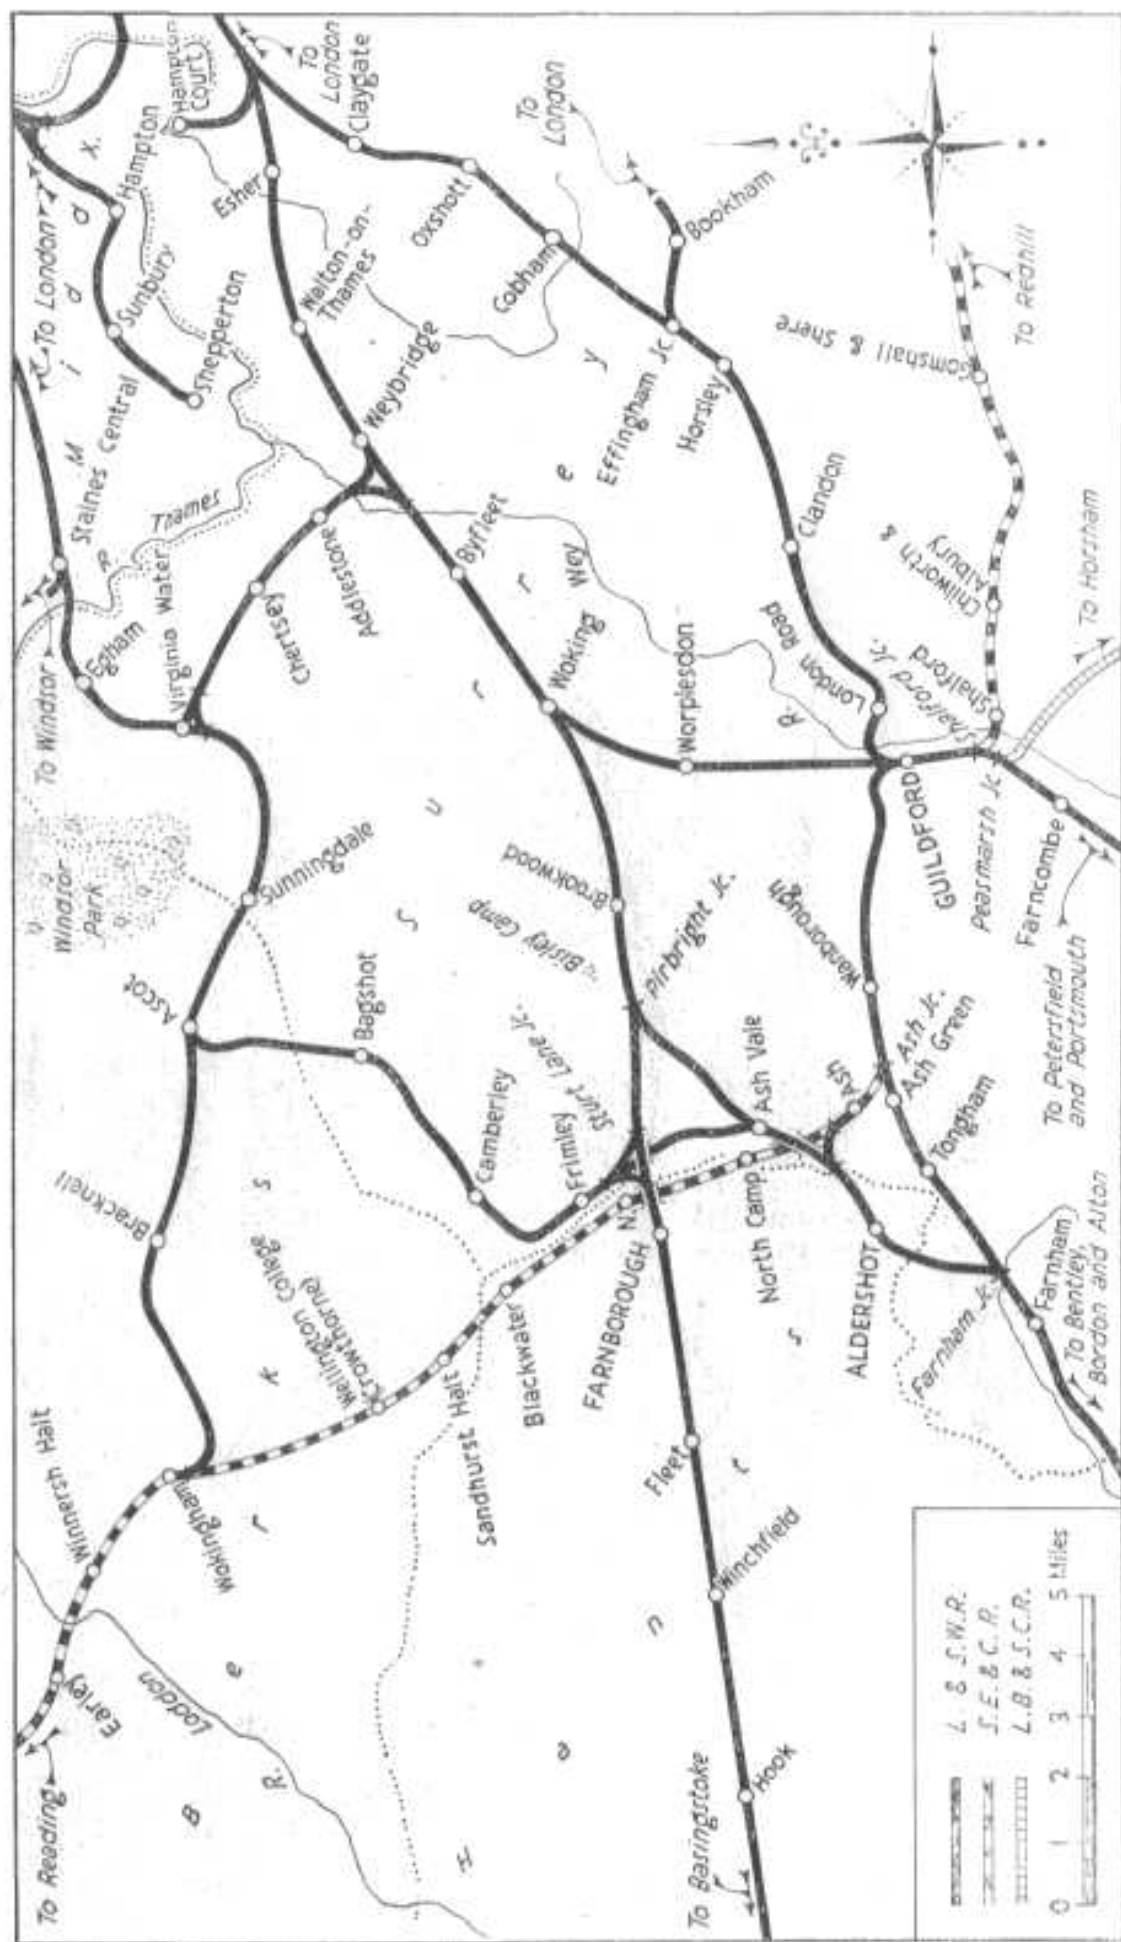 To Reading
Earley
Winnersh Halt
Wokingham
Loddon
R.
B e r k s
Bracknell
Ascot
Windsor
Park
To Windsor
Sunningdale
Egham
Virginia Water
Staines Central
To London
M i d d x.
R. Thames
Shepperton
Sunbury
Hampton
Hampton
Court
To
London
Esher
Walton-on-
Thames
Weybridge
Chertsey
Addlestone
Byfleet
Woking
Claygate
Oxshott
Cobham
To
London
Bookham
Effingham Jc.
Horsley
Clandon
London Road
R. Wey
S u r r e y
Worplesdon
Brookwood
Bisley Camp
Pirbright Jc.
Bagshot
Camberley
Frimley
Sturt Lane Jc.
Wellington College
(Crowthorne)
Sandhurst Halt
Blackwater
FARNBOROUGH
N.
Fleet
Winchfield
Hook
To Basingstoke
H a n t s
North Camp
Ash Vale
Ash
Ash Jc.
Ash Green
Tongham
Wanborough
ALDERSHOT
Farnham Jc.
Farnham
To Bentley,
Bordon and Alton
GUILDFORD
Shalford Jc.
Shalford
Peasmarsh Jc.
Farncombe
To Petersfield
and Portsmouth
Chilworth &
Albury
Gomshall & Shere
To Redhill
To Horsham
L. & S.W.R.
S.E. & C.R.
L.B. & S.C.R.
0 1 2 3 4 5 Miles